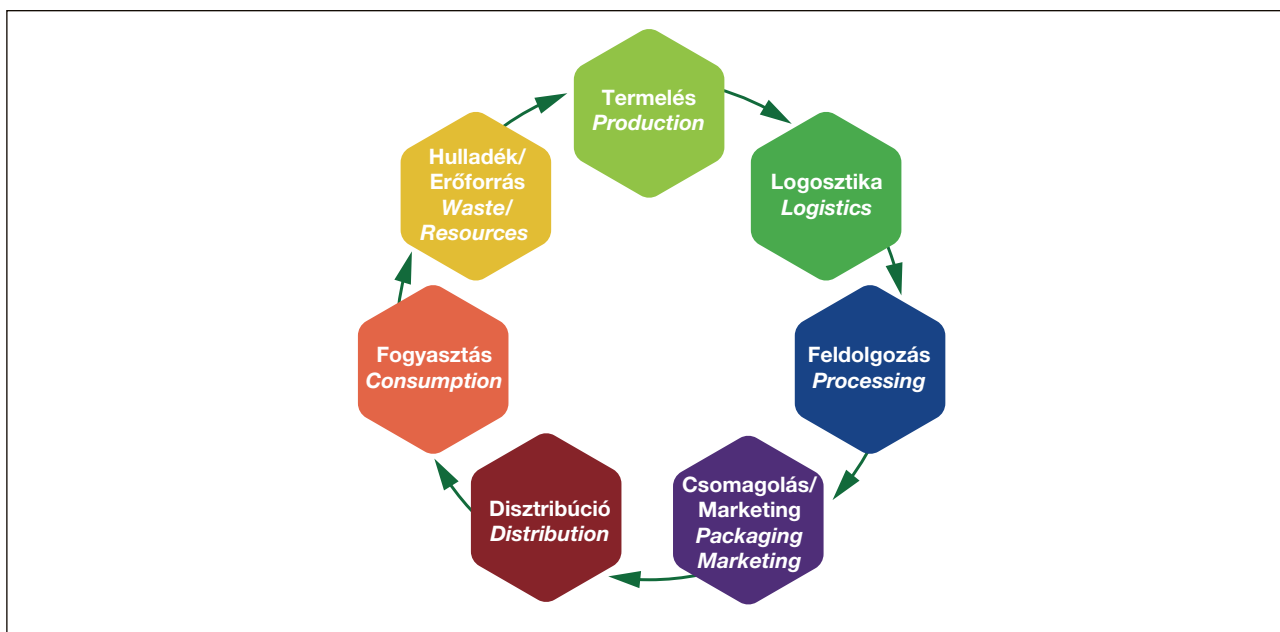 Termelés
Production
Logosztika
Logistics
Feldolgozás
Processing
Csomagolás/
Marketing
Packaging
Marketing
Disztribúció
Distribution
Fogyasztás
Consumption
Hulladék/
Erőforrás
Waste/
Resources